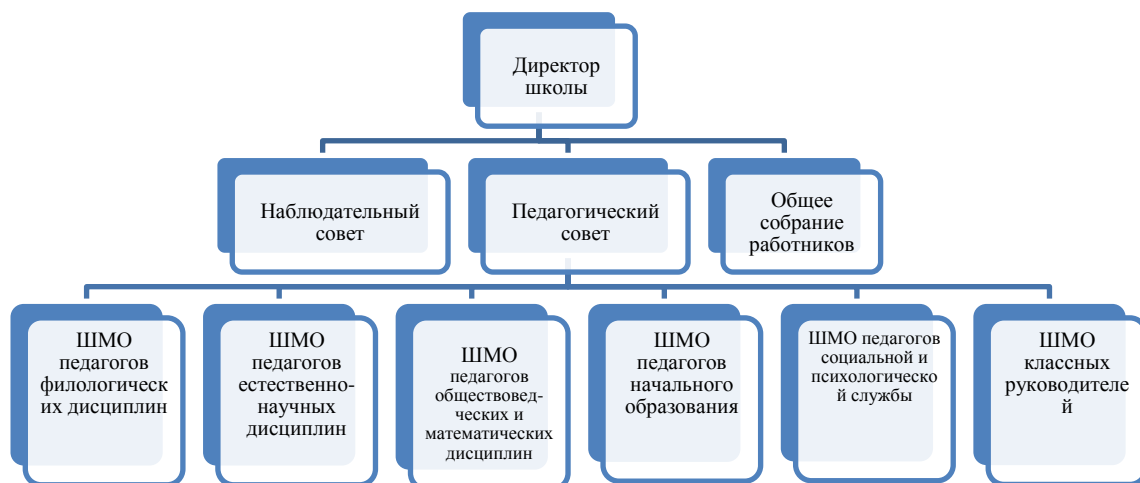 Директор
школы
Наблюдательный
совет
Педагогический
совет
Общее
собрание
работников
ШМО
педагогов
филологическ
их дисциплин
ШМО
педагогов
естественно-
научных
дисциплин
ШМО
педагогов
обществовед-
ческих и
математических
дисциплин
ШМО
педагогов
начального
образования
ШМО педагогов
социальной и
психологическо
й службы
ШМО
классных
руководителе
й